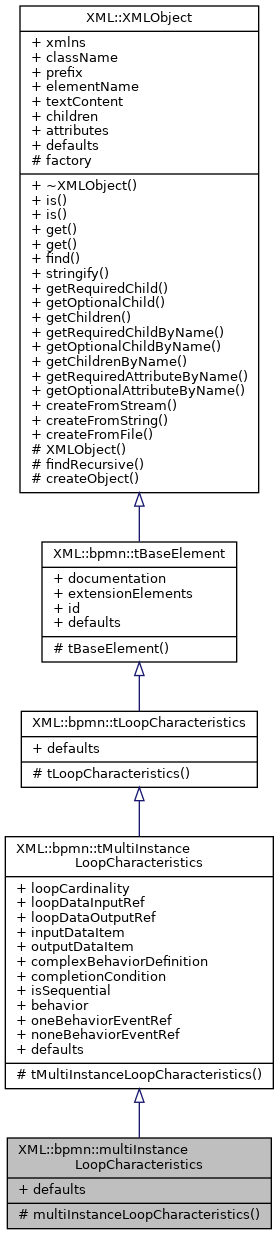 XML::XMLObject
+ xmlns
+ className
+ prefix
+ elementName
+ textContent
+ children
+ attributes
+ defaults
# factory
+ ~XMLObject()
+ is()
+ is()
+ get()
+ get()
+ find()
+ stringify()
+ getRequiredChild()
+ getOptionalChild()
+ getChildren()
+ getRequiredChildByName()
+ getOptionalChildByName()
+ getChildrenByName()
+ getRequiredAttributeByName()
+ getOptionalAttributeByName()
+ createFromStream()
+ createFromString()
+ createFromFile()
# XMLObject()
# findRecursive()
# createObject()
XML::bpmn::tBaseElement
+ documentation
+ extensionElements
+ id
+ defaults
# tBaseElement()
XML::bpmn::tLoopCharacteristics
+ defaults
# tLoopCharacteristics()
XML::bpmn::tMultiInstance
LoopCharacteristics
+ loopCardinality
+ loopDataInputRef
+ loopDataOutputRef
+ inputDataItem
+ outputDataItem
+ complexBehaviorDefinition
+ completionCondition
+ isSequential
+ behavior
+ oneBehaviorEventRef
+ noneBehaviorEventRef
+ defaults
# tMultiInstanceLoopCharacteristics()
XML::bpmn::multiInstance
LoopCharacteristics
+ defaults
# multiInstanceLoopCharacteristics()